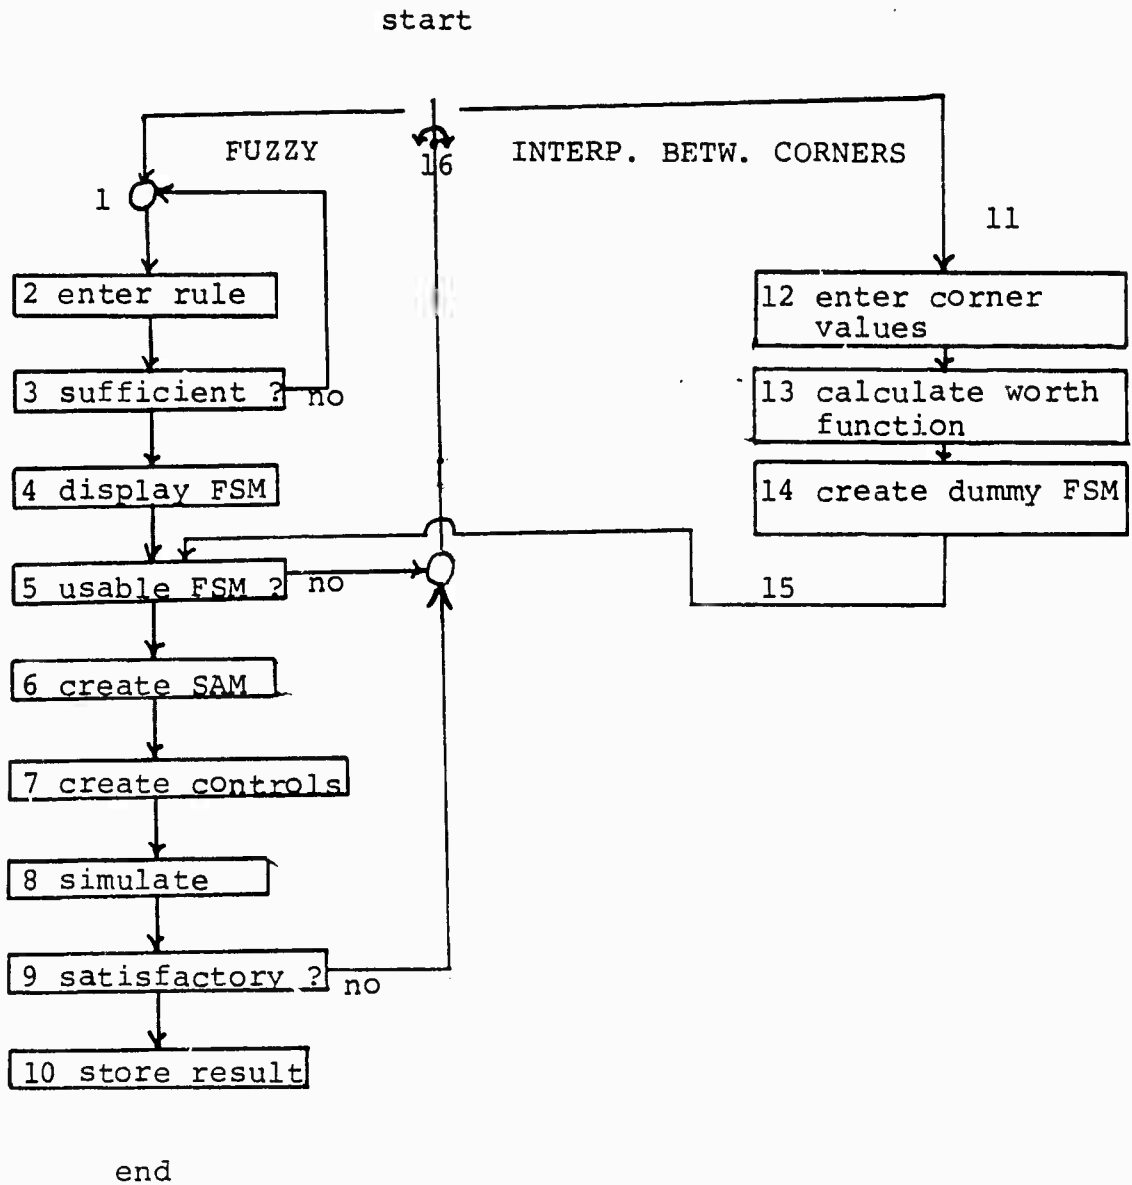 start
FUZZY
16
INTERP. BETW. CORNERS
1
11
2 enter rule
12 enter corner
values
3 sufficient ?
no
13 calculate worth
function
4 display FSM
14 create dummy FSM
5 usable FSM ?
no
15
6 create SAM
7 create controls
8 simulate
9 satisfactory ?
no
10 store result
end